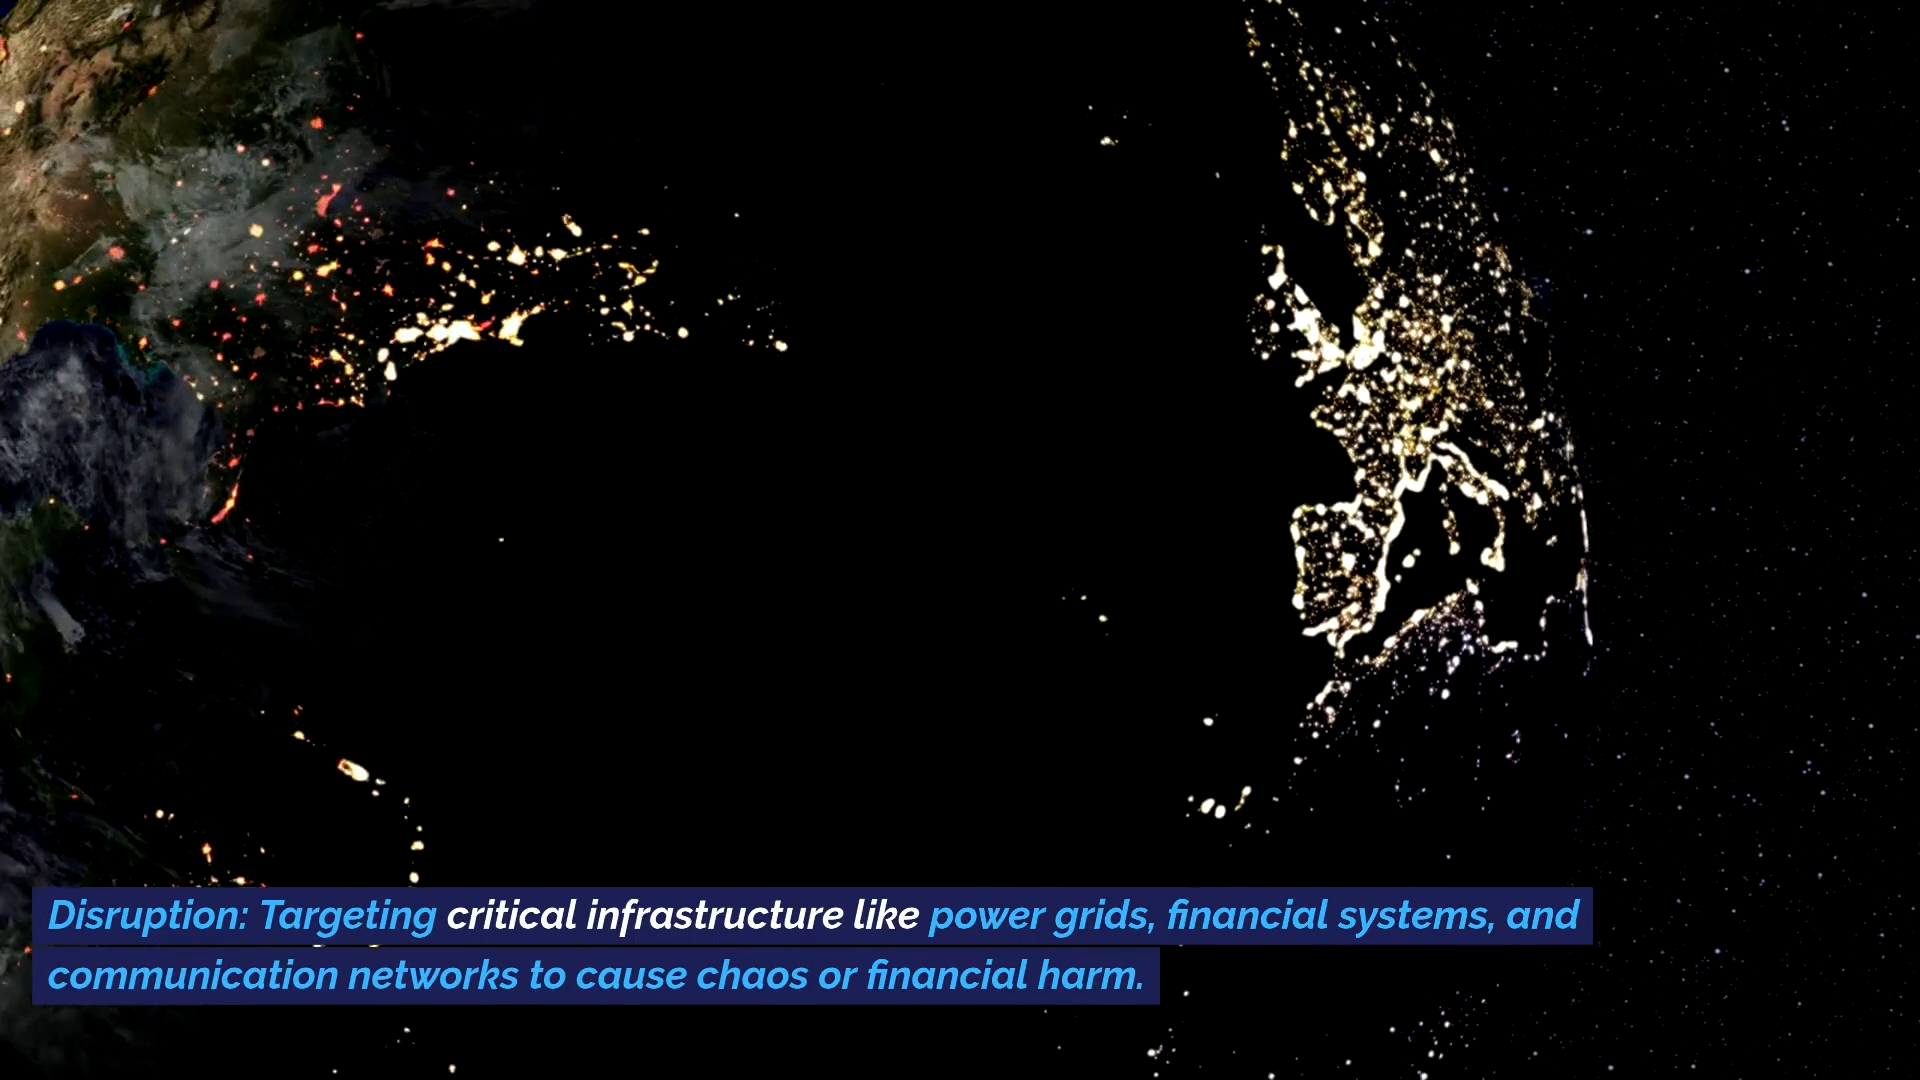 Disruption: Targeting critical infrastructure like power grids, financial systems, and
communication networks to cause chaos or financial harm.